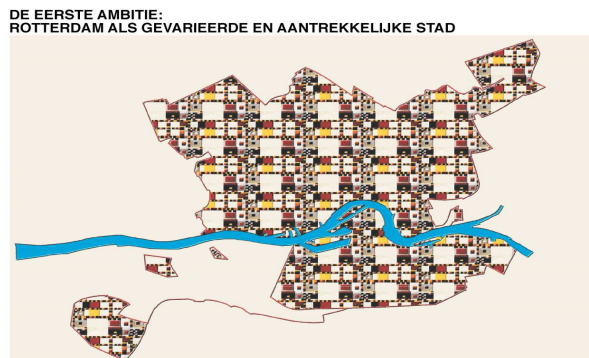 DE EERSTE AMBITIE:
ROTTERDAM ALS GEVARIEERDE EN AANTREKKELIJKE STAD